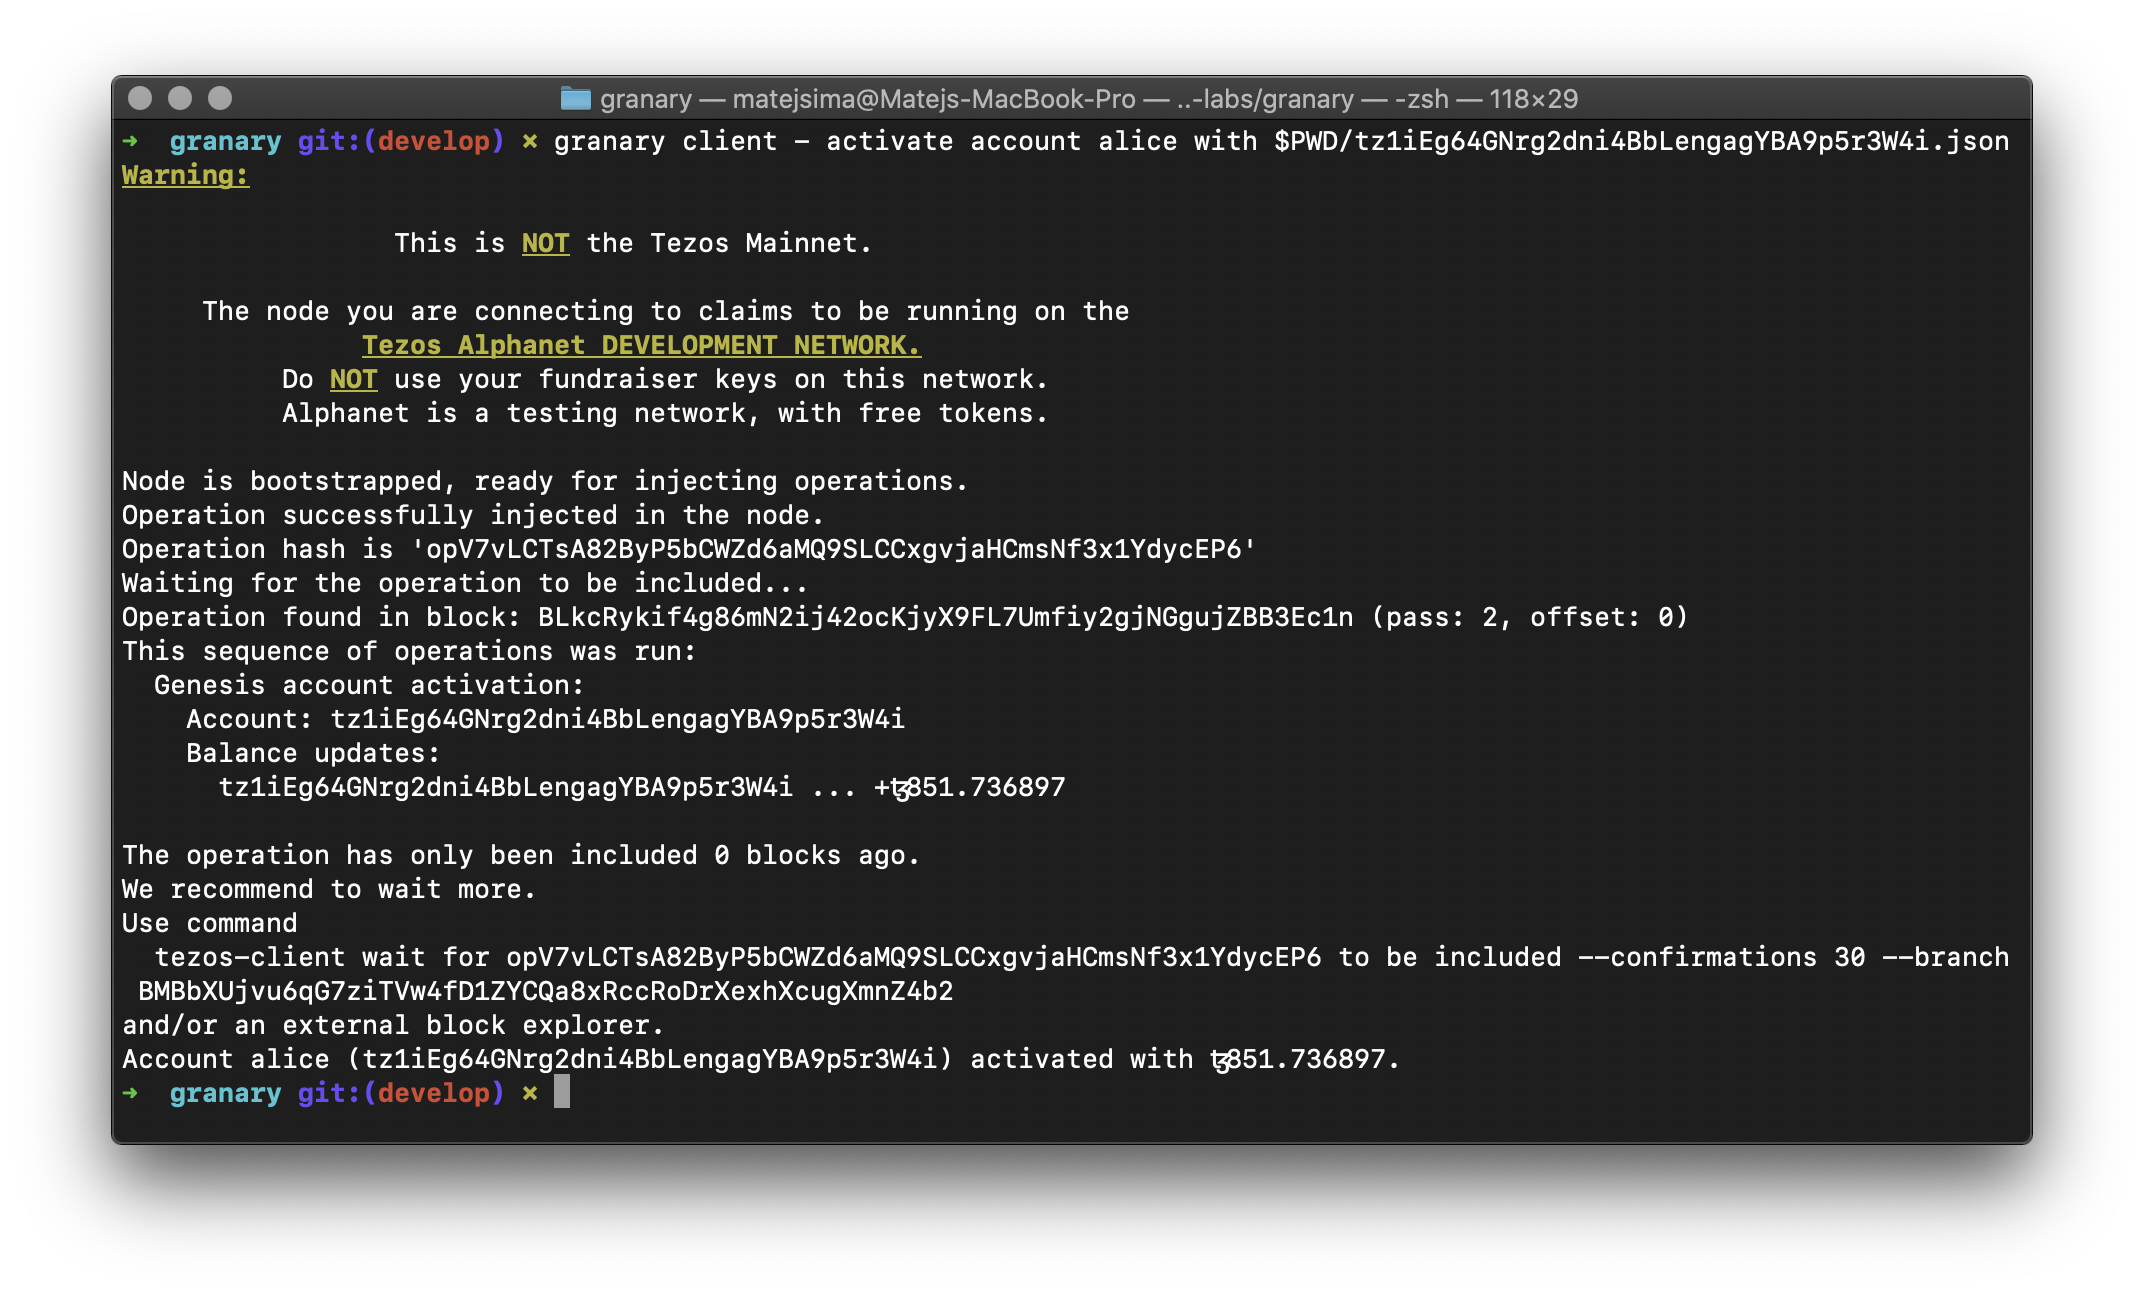 granary — matejsima@Matejs-MacBook-Pro — ..-labs/granary — -zsh — 118×29
➜  granary git:(develop) ✗ granary client - activate account alice with $PWD/tz1iEg64GNrg2dni4BbLengagYBA9p5r3W4i.json
Warning:
This is NOT the Tezos Mainnet.
The node you are connecting to claims to be running on the
Tezos Alphanet DEVELOPMENT NETWORK.
Do NOT use your fundraiser keys on this network.
Alphanet is a testing network, with free tokens.
Node is bootstrapped, ready for injecting operations.
Operation successfully injected in the node.
Operation hash is 'opV7vLCTsA82ByP5bCWZd6aMQ9SLCCxgvjaHCmsNf3x1YdycEP6'
Waiting for the operation to be included...
Operation found in block: BLkcRykif4g86mN2ij42ocKjyX9FL7Umfiy2gjNGgujZBB3Ec1n (pass: 2, offset: 0)
This sequence of operations was run:
Genesis account activation:
Account: tz1iEg64GNrg2dni4BbLengagYBA9p5r3W4i
Balance updates:
tz1iEg64GNrg2dni4BbLengagYBA9p5r3W4i ... +ꜩ851.736897
The operation has only been included 0 blocks ago.
We recommend to wait more.
Use command
tezos-client wait for opV7vLCTsA82ByP5bCWZd6aMQ9SLCCxgvjaHCmsNf3x1YdycEP6 to be included --confirmations 30 --branch
BMBbXUjvu6qG7ziTVw4fD1ZYCQa8xRccRoDrXexhXcugXmnZ4b2
and/or an external block explorer.
Account alice (tz1iEg64GNrg2dni4BbLengagYBA9p5r3W4i) activated with ꜩ851.736897.
➜  granary git:(develop) ✗